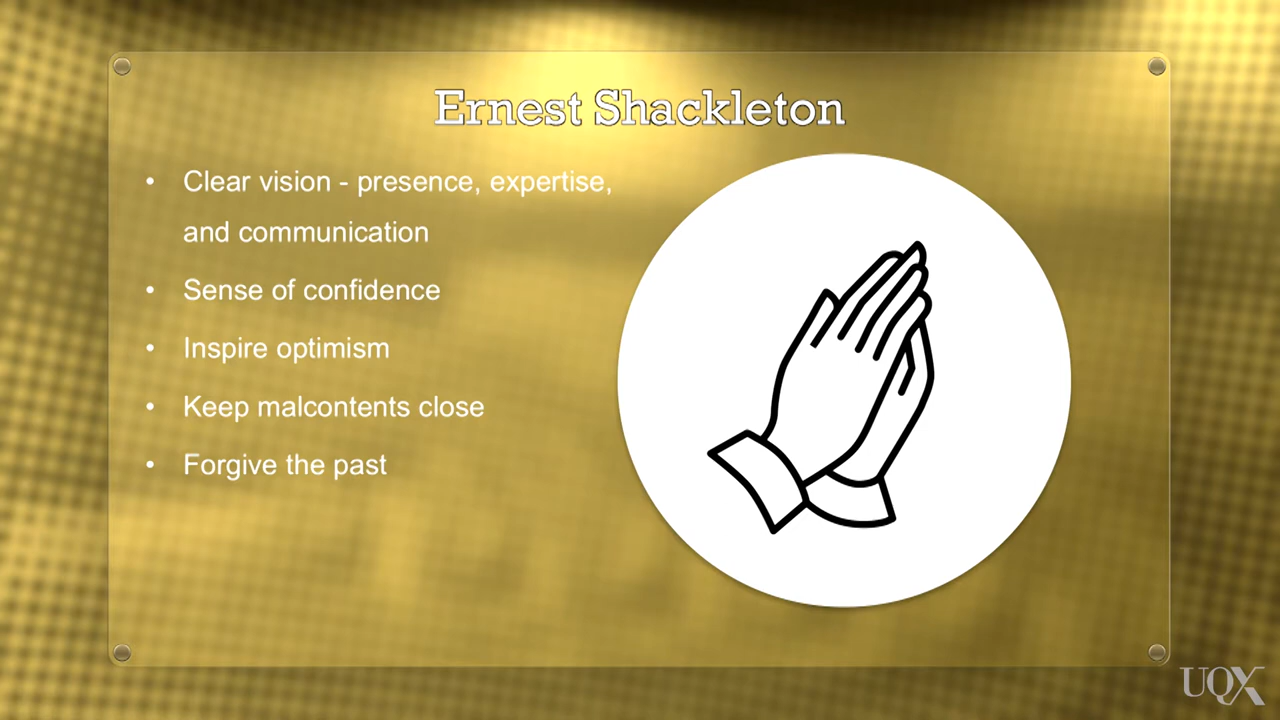 Ernest Shackleton
• Clear vision - presence, expertise,
and communication
• Sense of confidence
• Inspire optimism
• Keep malcontents close
• Forgive the past
UQX